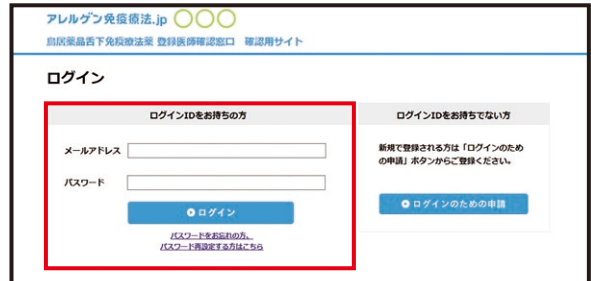 アレルゲン免疫療法.jp
鳥居薬品舌下免疫療法薬 登録医師確認窓口 確認用サイト
ログイン
ログインIDをお持ちの方
メールアドレス
パスワード
ログイン
パスワードをお忘れの方、
パスワード再設定する方はこちら
ログインIDをお持ちでない方
新規で登録される方は「ログインのため
の申請」ボタンからご登録ください。
ログインのための申請